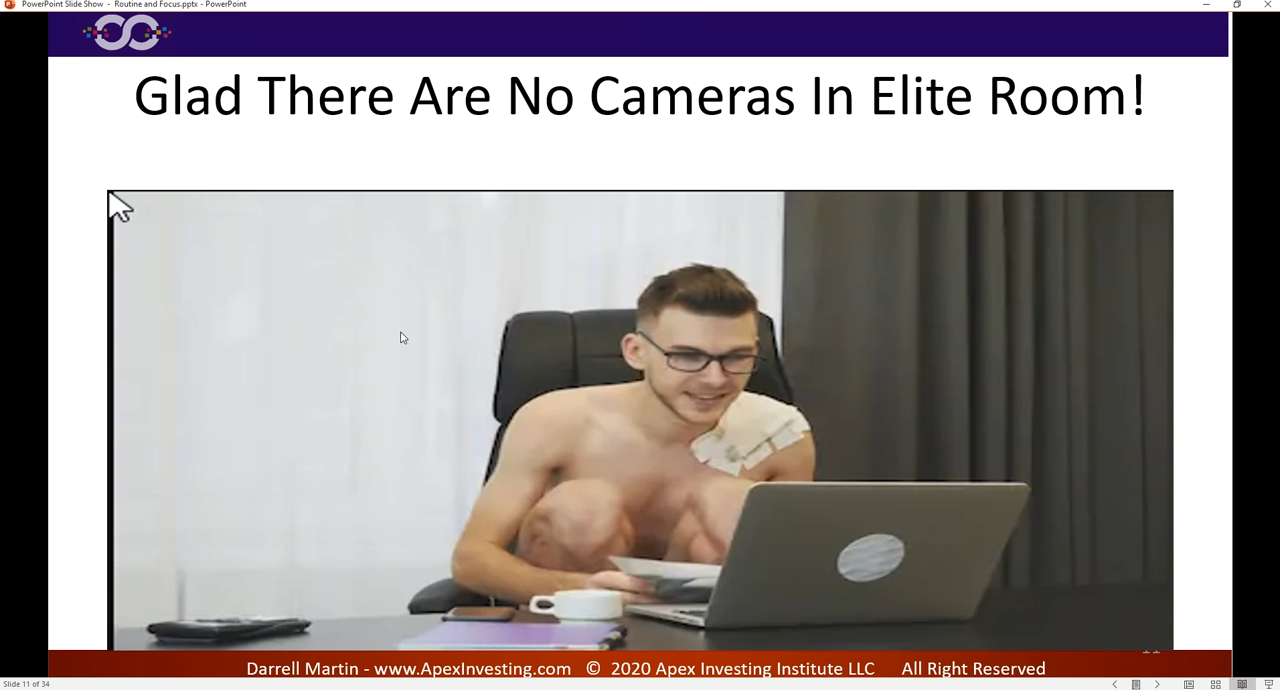 PowerPoint Slide Show - Routine and Focus.pptx - PowerPoint
Glad There Are No Cameras In Elite Room!
Darrell Martin - www.ApexInvesting.com © 2020 Apex Investing Institute LLC All Right Reserved
Slide 11 of 34